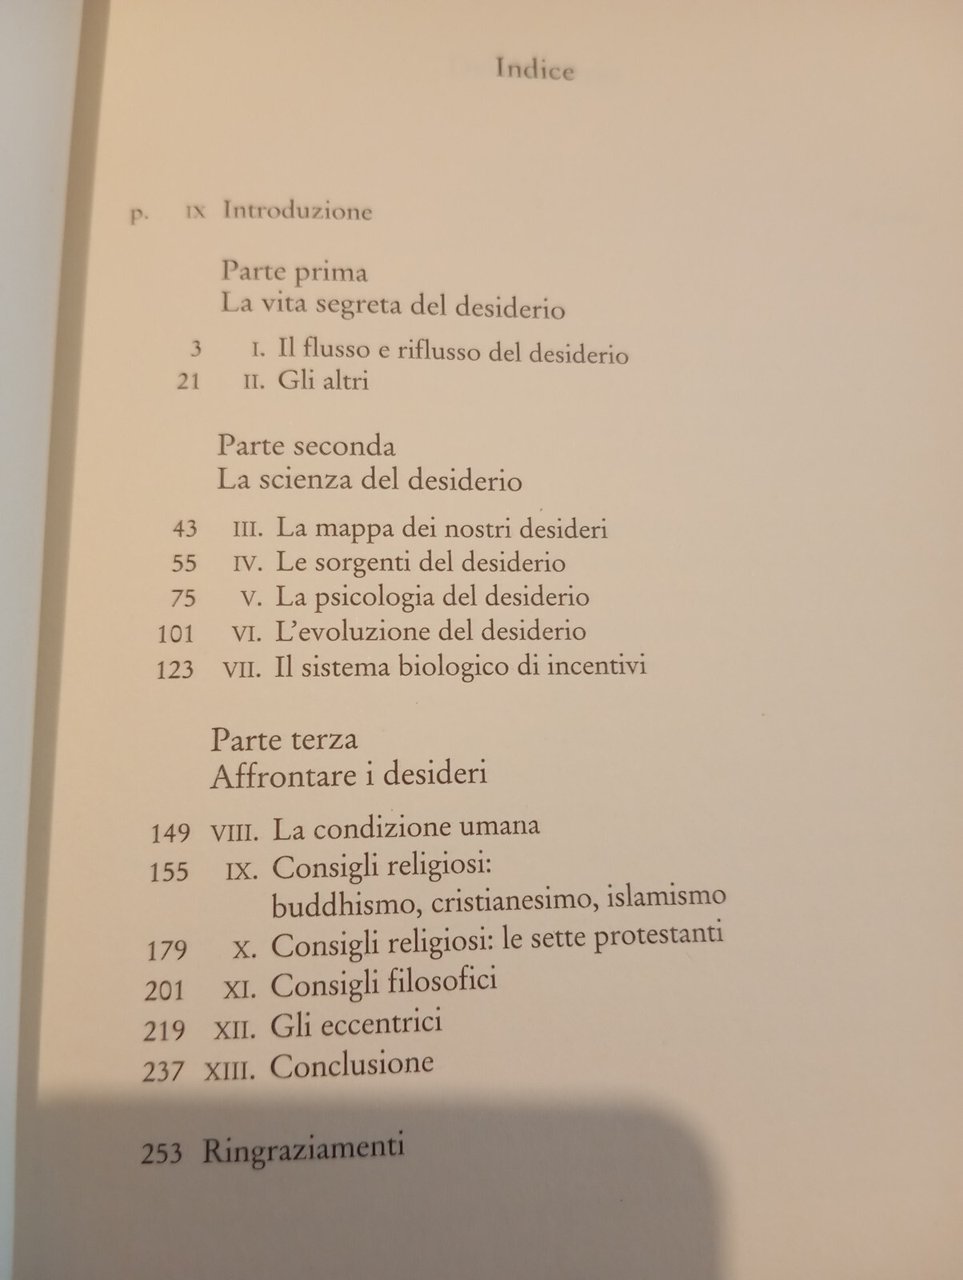 Indice
p. IX Introduzione
Parte prima
La vita segreta del desiderio
3 I. Il flusso e riflusso del desiderio
21 II. Gli altri
Parte seconda
La scienza del desiderio
43 III. La mappa dei nostri desideri
55 IV. Le sorgenti del desiderio
75 V. La psicologia del desiderio
101 VI. L'evoluzione del desiderio
123 VII. Il sistema biologico di incentivi
Parte terza
Affrontare i desideri
149 VIII. La condizione umana
155 IX. Consigli religiosi:
buddhismo, cristianesimo, islamismo
179 X. Consigli religiosi: le sette protestanti
201 XI. Consigli filosofici
219 XII. Gli eccentrici
237 XIII. Conclusione
253 Ringraziamenti